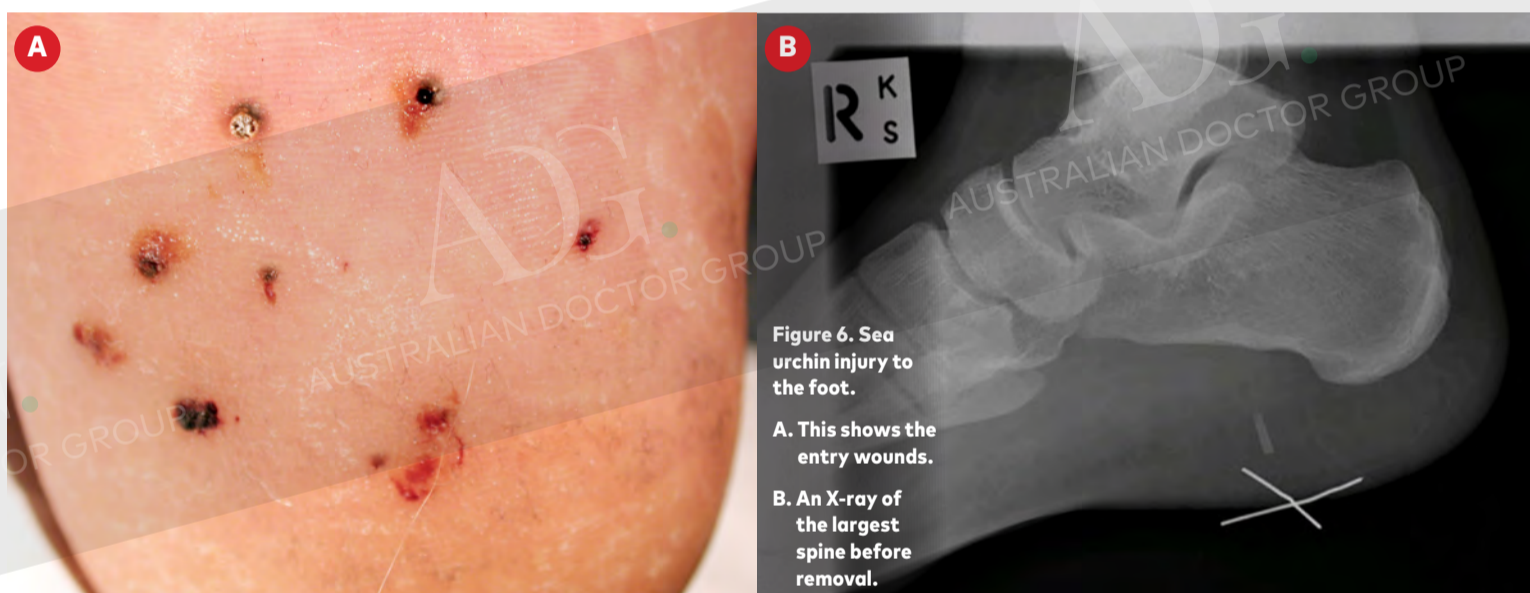 A
B
R
K
S
ADG.
AUSTRALIAN DOCTOR GROUP
ADG.
AUSTRALIAN DOCTOR GROUP
OR GROUP
Figure 6. Sea
urchin injury to
the foot.
A. This shows the
entry wounds.
B. An X-ray of
the largest
spine before
removal.